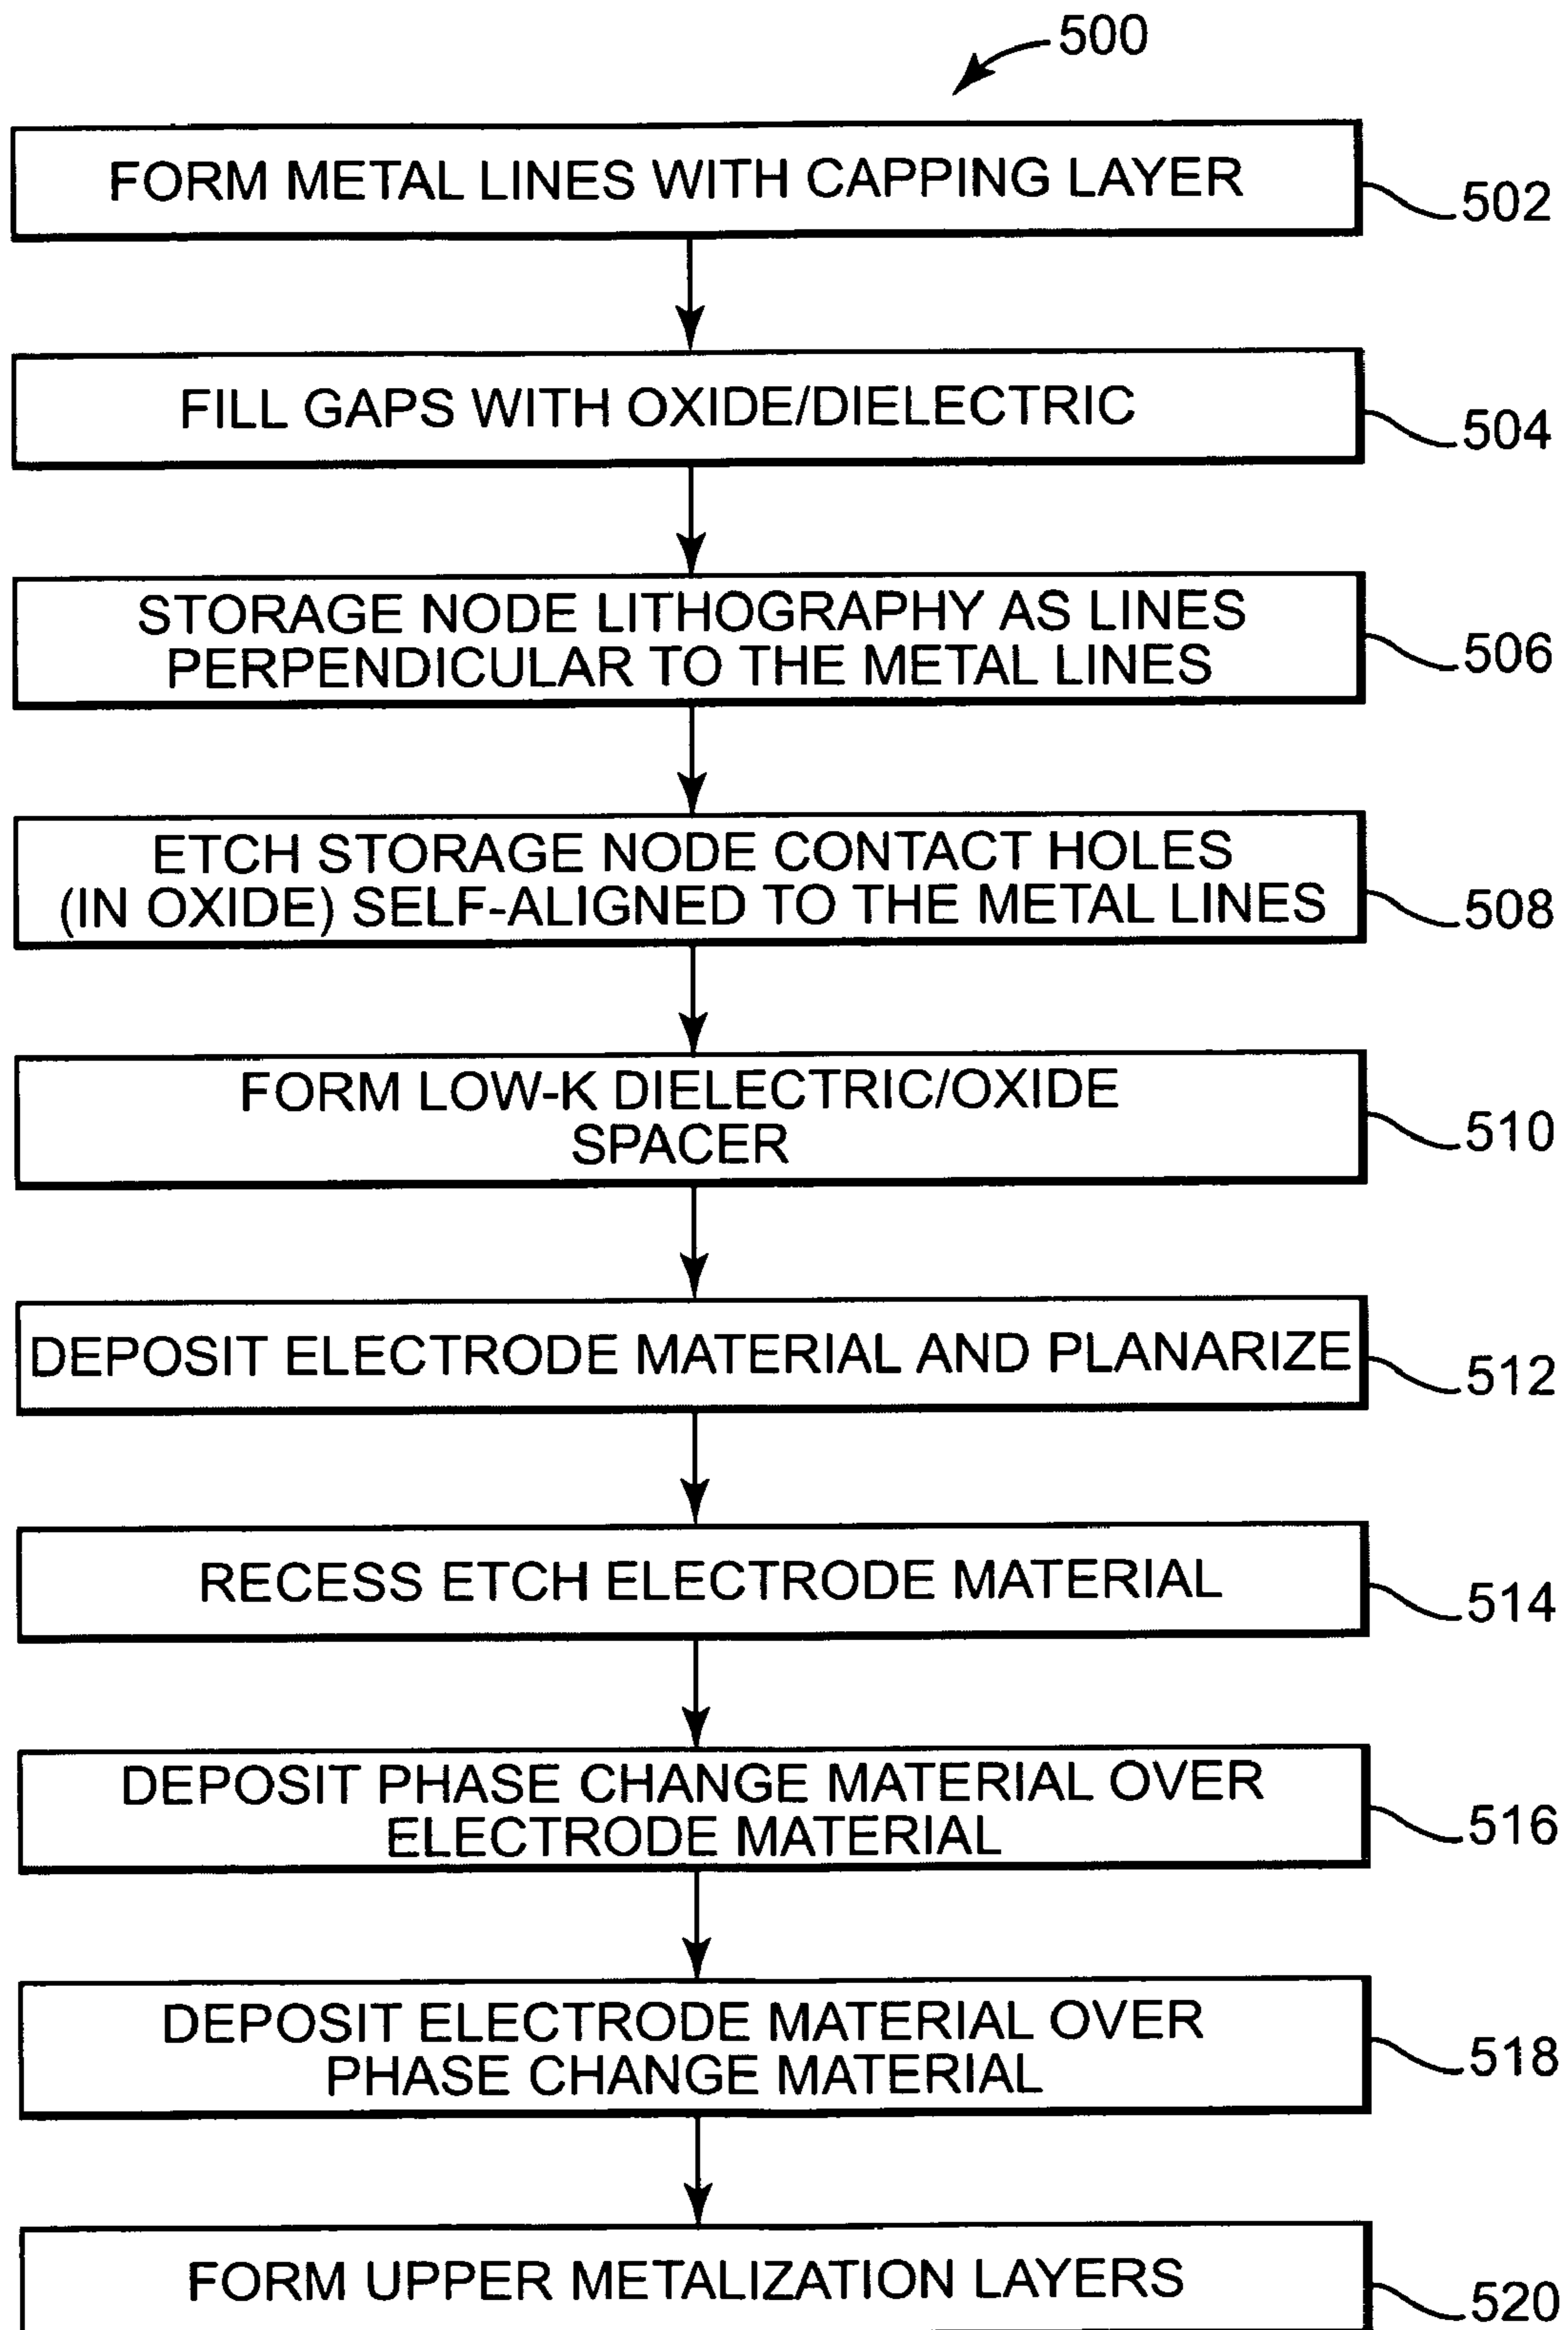 500
FORM METAL LINES WITH CAPPING LAYER
502
FILL GAPS WITH OXIDE/DIELECTRIC
504
STORAGE NODE LITHOGRAPHY AS LINES
PERPENDICULAR TO THE METAL LINES
506
ETCH STORAGE NODE CONTACT HOLES
(IN OXIDE) SELF-ALIGNED TO THE METAL LINES
508
FORM LOW-K DIELECTRIC/OXIDE
SPACER
510
DEPOSIT ELECTRODE MATERIAL AND PLANARIZE
512
RECESS ETCH ELECTRODE MATERIAL
514
DEPOSIT PHASE CHANGE MATERIAL OVER
ELECTRODE MATERIAL
516
DEPOSIT ELECTRODE MATERIAL OVER
PHASE CHANGE MATERIAL
518
FORM UPPER METALIZATION LAYERS
520